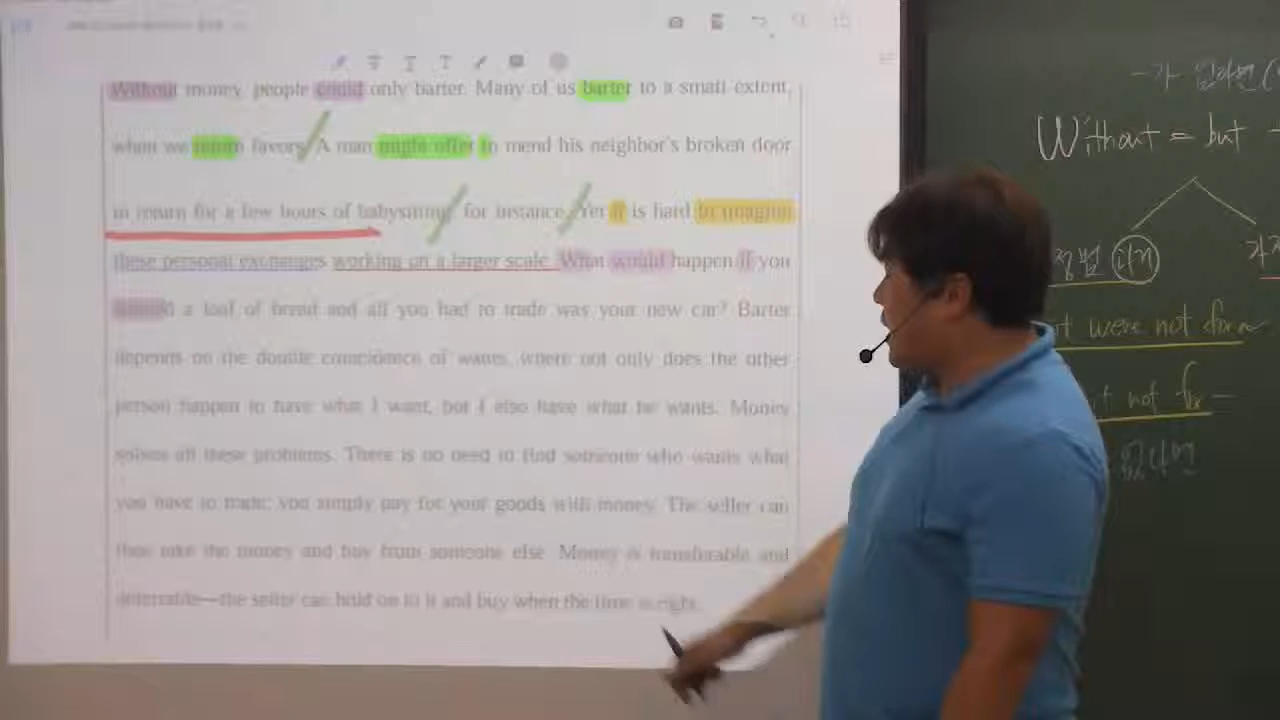 Without money, people could only barter. Many of us barter to a small extent,
when we return favors. A man might offer to mend his neighbor's broken door
in return for a few hours of babysitting, for instance. Yet it is hard to imagine
these personal exchanges working on a larger scale. What would happen if you
wanted a loaf of bread and all you had to trade was your new car? Barter
depends on the double coincidence of wants, where not only does the other
person happen to have what I want, but I also have what he wants. Money
solves all these problems. There is no need to find someone who wants what
you have to trade; you simply pay for your goods with money. The seller can
then take the money and buy from someone else. Money is transferable and
deferrable—the seller can hold on to it and buy when the time is right.
Without = but
were not for
not for